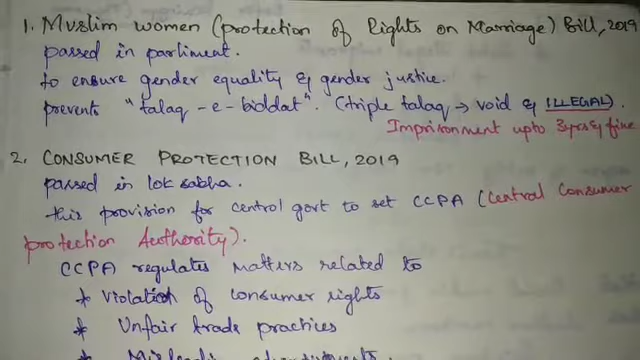 1. Muslim women (protection of Rights on Marriage) Bill, 2019
passed in parliment.
to ensure gender equality & gender justice.
prevents "talaq-e-biddat". (triple talaq → void & ILLEGAL).
Imprisonment upto 3yrs & fine
2. CONSUMER PROTECTION BILL, 2019
passed in lok sabha.
this provision for central govt to set CCPA (Central Consumer
protection Authority).
CCPA regulates matters related to
* violation of consumer rights
* Unfair trade practices
* Misleading advertisments.